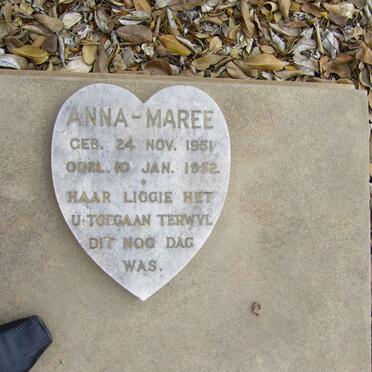 ANNA-MAREE
GEB. 24 NOV. 1951
OORL. 10 JAN. 1952.
HAAR LIGGIE HET
UITGEGAAN TERWYL
DIT NOG DAG
WAS.